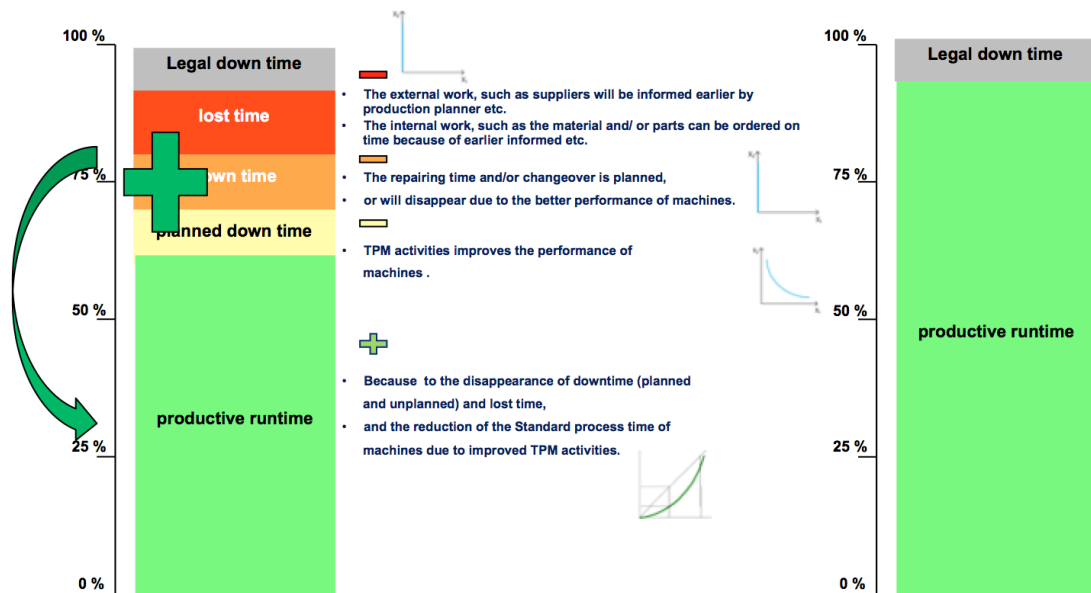 100 %
Legal down time
lost time
75 %
own time
planned down time
50 %
productive runtime
25 %
0 %
• The external work, such as suppliers will be informed earlier by
production planner etc.
• The internal work, such as the material and/ or parts can be ordered on
time because of earlier informed etc.
• The repairing time and/or changeover is planned,
• or will disappear due to the better performance of machines.
• TPM activities improves the performance of
machines .
• Because to the disappearance of downtime (planned
and unplanned) and lost time,
• and the reduction of the Standard process time of
machines due to improved TPM activities.
100 %
Legal down time
75 %
50 %
productive runtime
25 %
0 %